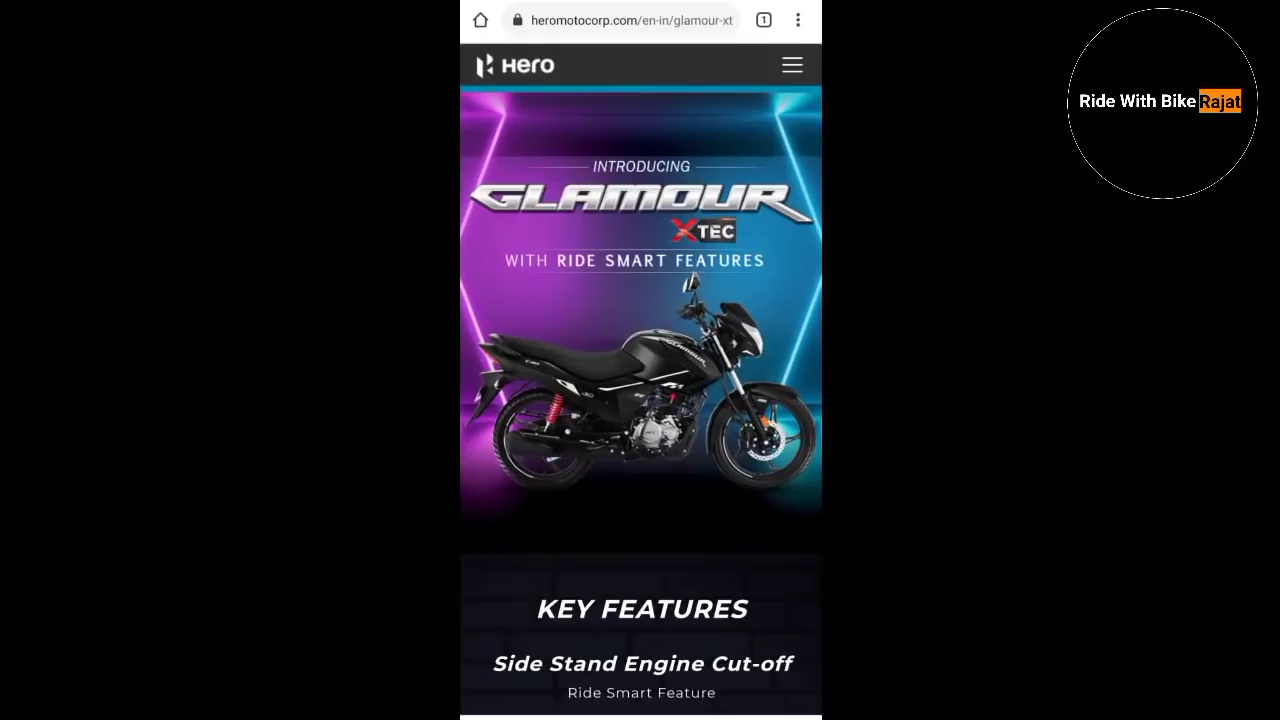 heromotocorp.com/en-in/glamour-xt
1
Hero
Ride With Bike Rajat
INTRODUCING
GLAMOUR
XTEC
WITH RIDE SMART FEATURES
GLAMOUR
KEY FEATURES
Side Stand Engine Cut-off
Ride Smart Feature